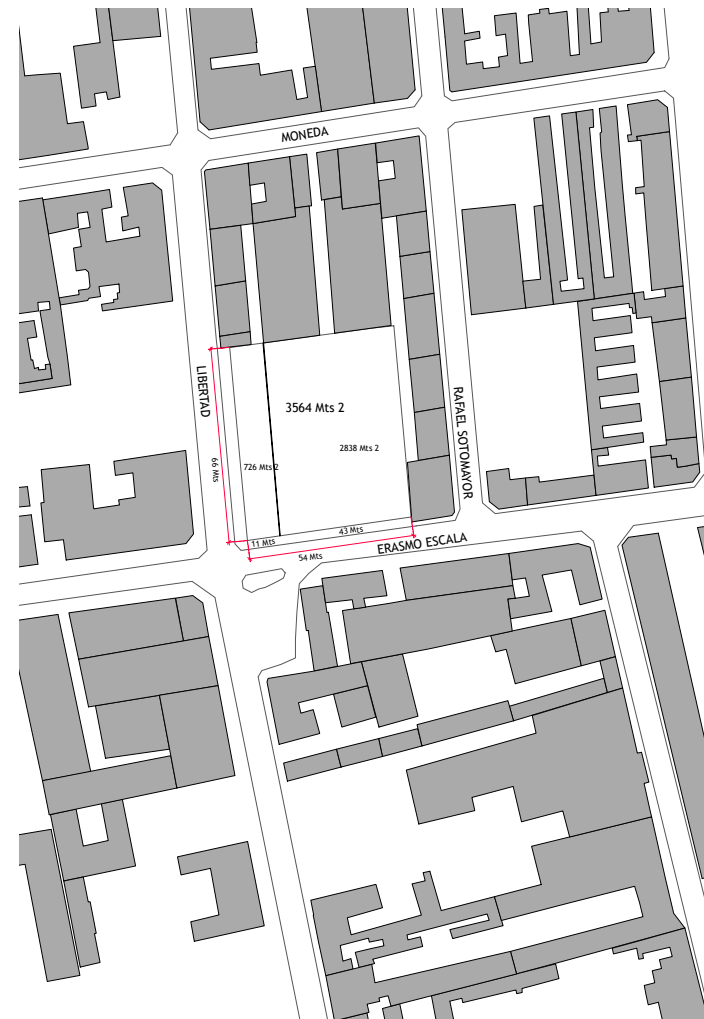 MONEDA
LIBERTAD
3564 Mts 2
RAFAEL SOTOMAYOR
2838 Mts 2
726 Mts 2
66 Mts
43 Mts
11 Mts
54 Mts
ERASMO ESCALA